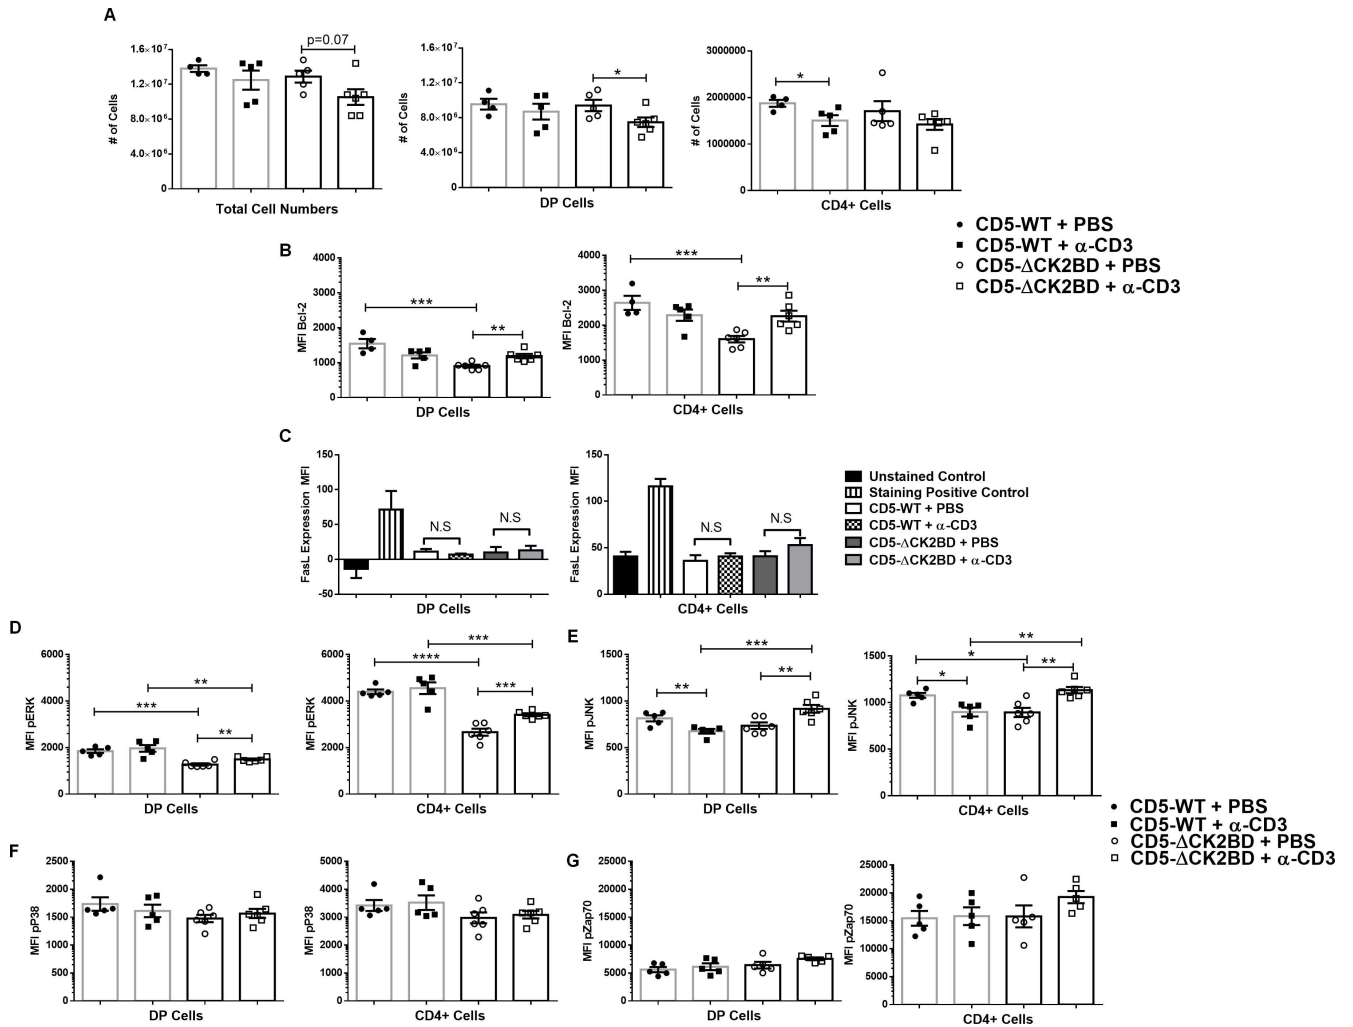 A
# of Cells
1.6×10⁷
1.2×10⁷
8.0×10⁶
4.0×10⁶
0
p=0.07
Total Cell Numbers
# of Cells
1.6×10⁷
1.2×10⁷
8.0×10⁶
4.0×10⁶
0
*
DP Cells
# of Cells
3000000
2000000
1000000
0
*
CD4+ Cells
CD5-WT + PBS
CD5-WT + α-CD3
CD5-ΔCK2BD + PBS
CD5-ΔCK2BD + α-CD3
B
MFI Bcl-2
4000
3000
2000
1000
0
***
**
DP Cells
MFI Bcl-2
4000
3000
2000
1000
0
***
**
CD4+ Cells
C
FasL Expression MFI
150
100
50
0
-50
N.S
N.S
DP Cells
FasL Expression MFI
150
100
50
0
N.S
N.S
CD4+ Cells
Unstained Control
Staining Positive Control
CD5-WT + PBS
CD5-WT + α-CD3
CD5-ΔCK2BD + PBS
CD5-ΔCK2BD + α-CD3
D
MFI pERK
6000
4000
2000
0
**
***
**
DP Cells
MFI pERK
6000
4000
2000
0
***
****
***
CD4+ Cells
E
MFI pJNK
1500
1000
500
0
***
**
**
DP Cells
MFI pJNK
1500
1000
500
0
**
*
**
*
CD4+ Cells
CD5-WT + PBS
CD5-WT + α-CD3
CD5-ΔCK2BD + PBS
CD5-ΔCK2BD + α-CD3
F
MFI pP38
2500
2000
1500
1000
500
0
DP Cells
MFI pP38
5000
4000
3000
2000
1000
0
CD4+ Cells
G
MFI pZap70
25000
20000
15000
10000
5000
0
DP Cells
MFI pZap70
25000
20000
15000
10000
5000
0
CD4+ Cells